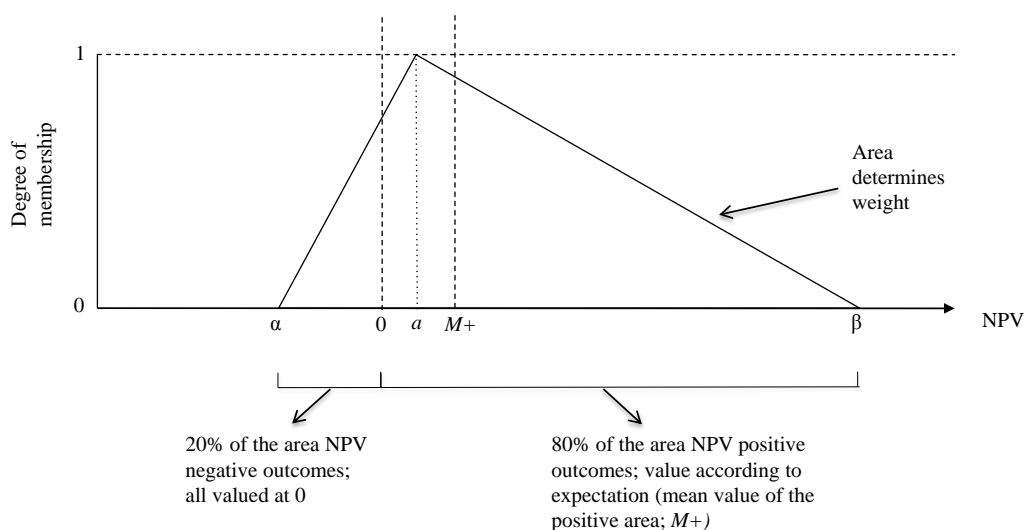 1
Degree of
membership
Area
determines
weight
0
α
0
a
M+
β
NPV
20% of the area NPV
negative outcomes;
all valued at 0
80% of the area NPV positive
outcomes; value according to
expectation (mean value of the
positive area; M+)